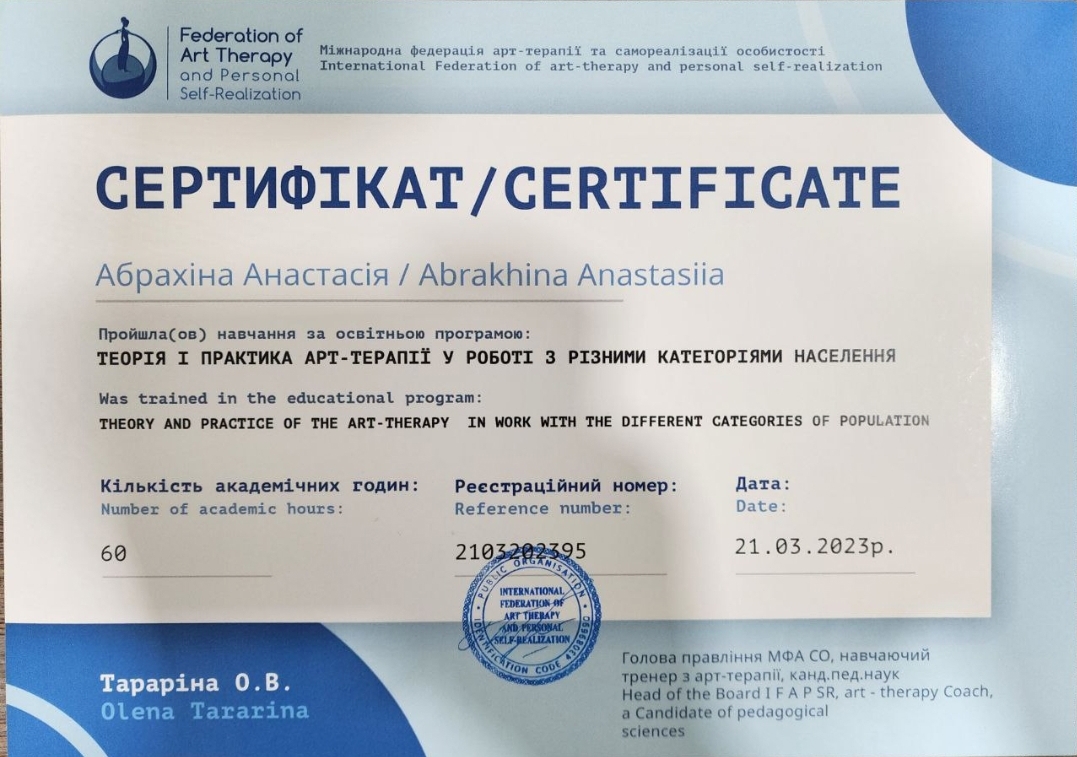 Federation of
Art Therapy
and Personal
Self-Realization
Міжнародна федерація арт-терапії та самореалізації особистості
International Federation of art-therapy and personal self-realization
СЕРТИФІКАТ/CERTIFICATE
Абрахіна Анастасія / Abrakhina Anastasiia
Пройшла(ов) навчання за освітньою програмою:
ТЕОРІЯ І ПРАКТИКА АРТ-ТЕРАПІЇ У РОБОТІ З РІЗНИМИ КАТЕГОРІЯМИ НАСЕЛЕННЯ
Was trained in the educational program:
THEORY AND PRACTICE OF THE ART-THERAPY IN WORK WITH THE DIFFERENT CATEGORIES OF POPULATION
Кількість академічних годин:
Number of academic hours:
60
Реєстраційний номер:
Reference number:
2103202395
Дата:
Date:
21.03.2023р.
PUBLIC ORGANISATION
INTERNATIONAL
FEDERATION OF
ART THERAPY
AND PERSONAL
SELF-REALIZATION
IDENTIFICATION CODE
Тараріна О.В.
Olena Tararina
Голова правління МФА СО, навчаючий
тренер з арт-терапії, канд.пед.наук
Head of the Board I F A P SR, art - therapy Coach,
a Candidate of pedagogical
sciences